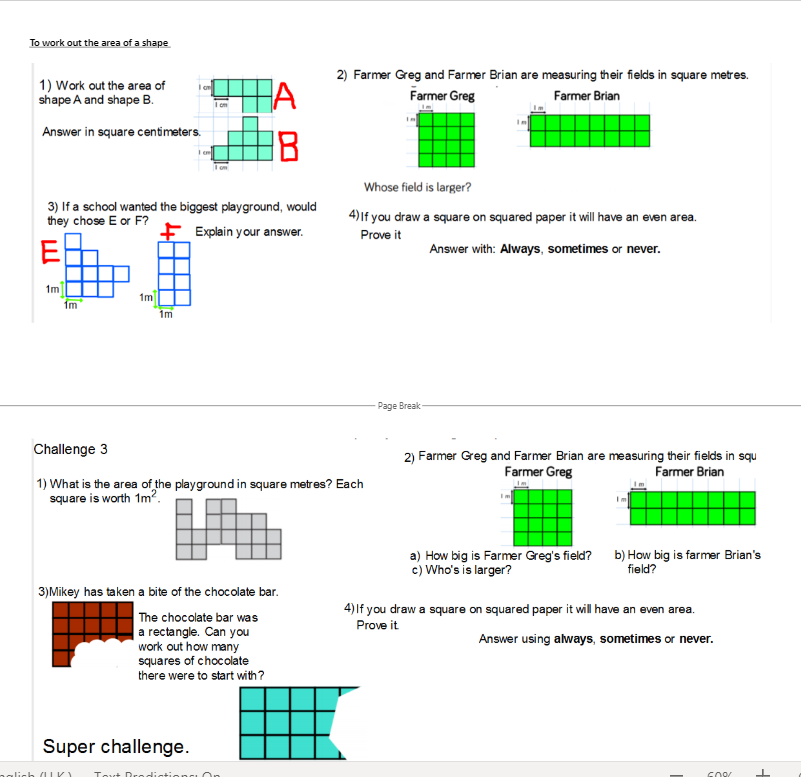 To work out the area of a shape
1) Work out the area of
shape A and shape B.
Answer in square centimeters.
1 cm
1 cm
A
1 cm
1 cm
B
2) Farmer Greg and Farmer Brian are measuring their fields in square metres.
Farmer Greg
Farmer Brian
1 m
1 m
1 m
1 m
Whose field is larger?
3) If a school wanted the biggest playground, would
they chose E or F?
Explain your answer.
E
F
1m
1m
1m
1m
4)If you draw a square on squared paper it will have an even area.
Prove it
Answer with: Always, sometimes or never.
Page Break
Challenge 3
1) What is the area of the playground in square metres? Each
square is worth 1m².
2) Farmer Greg and Farmer Brian are measuring their fields in squ
Farmer Greg
Farmer Brian
1 m
1 m
1 m
1 m
a) How big is Farmer Greg's field?
c) Who's is larger?
b) How big is farmer Brian's
field?
3)Mikey has taken a bite of the chocolate bar.
The chocolate bar was
a rectangle. Can you
work out how many
squares of chocolate
there were to start with?
4)If you draw a square on squared paper it will have an even area.
Prove it.
Answer using always, sometimes or never.
Super challenge.